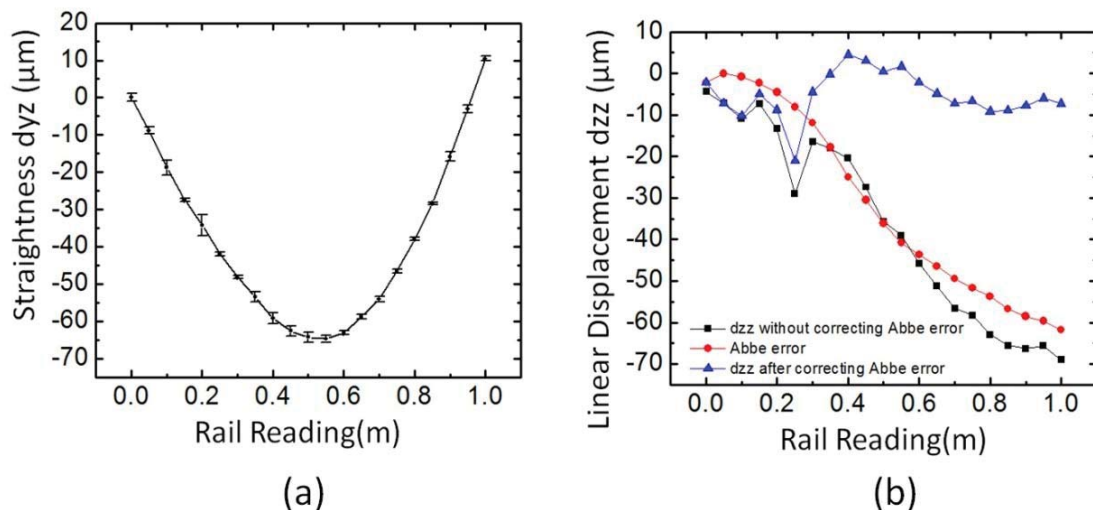 20
10
0
-10
-20
-30
-40
-50
-60
-70
Straightness dyz (μm)
0.0 0.2 0.4 0.6 0.8 1.0
Rail Reading(m)
(a)
10
0
-10
-20
-30
-40
-50
-60
-70
Linear Displacement dzz (μm)
dzz without correcting Abbe error
Abbe error
dzz after correcting Abbe error
0.0 0.2 0.4 0.6 0.8 1.0
Rail Reading(m)
(b)